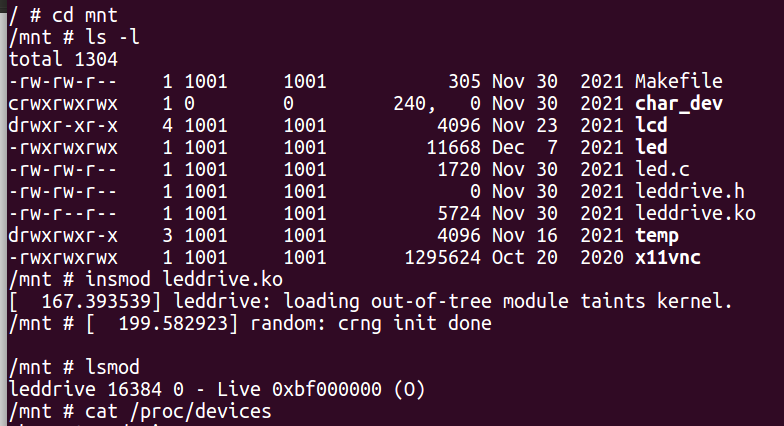 / # cd mnt
/mnt # ls -l
total 1304
-rw-rw-r--    1 1001     1001           305 Nov 30  2021 Makefile
crwxrwxrwx    1 0        0         240,   0 Nov 30  2021 char_dev
drwxr-xr-x    4 1001     1001          4096 Nov 23  2021 lcd
-rwxrwxrwx    1 1001     1001         11668 Dec  7  2021 led
-rw-rw-r--    1 1001     1001          1720 Nov 30  2021 led.c
-rw-rw-r--    1 1001     1001             0 Nov 30  2021 leddrive.h
-rw-r--r--    1 1001     1001          5724 Nov 30  2021 leddrive.ko
drwxrwxr-x    3 1001     1001          4096 Nov 16  2021 temp
-rwxrwxrwx    1 1001     1001       1295624 Oct 20  2020 x11vnc
/mnt # insmod leddrive.ko
[  167.393539] leddrive: loading out-of-tree module taints kernel.
/mnt # [  199.582923] random: crng init done
/mnt # lsmod
leddrive 16384 0 - Live 0xbf000000 (O)
/mnt # cat /proc/devices